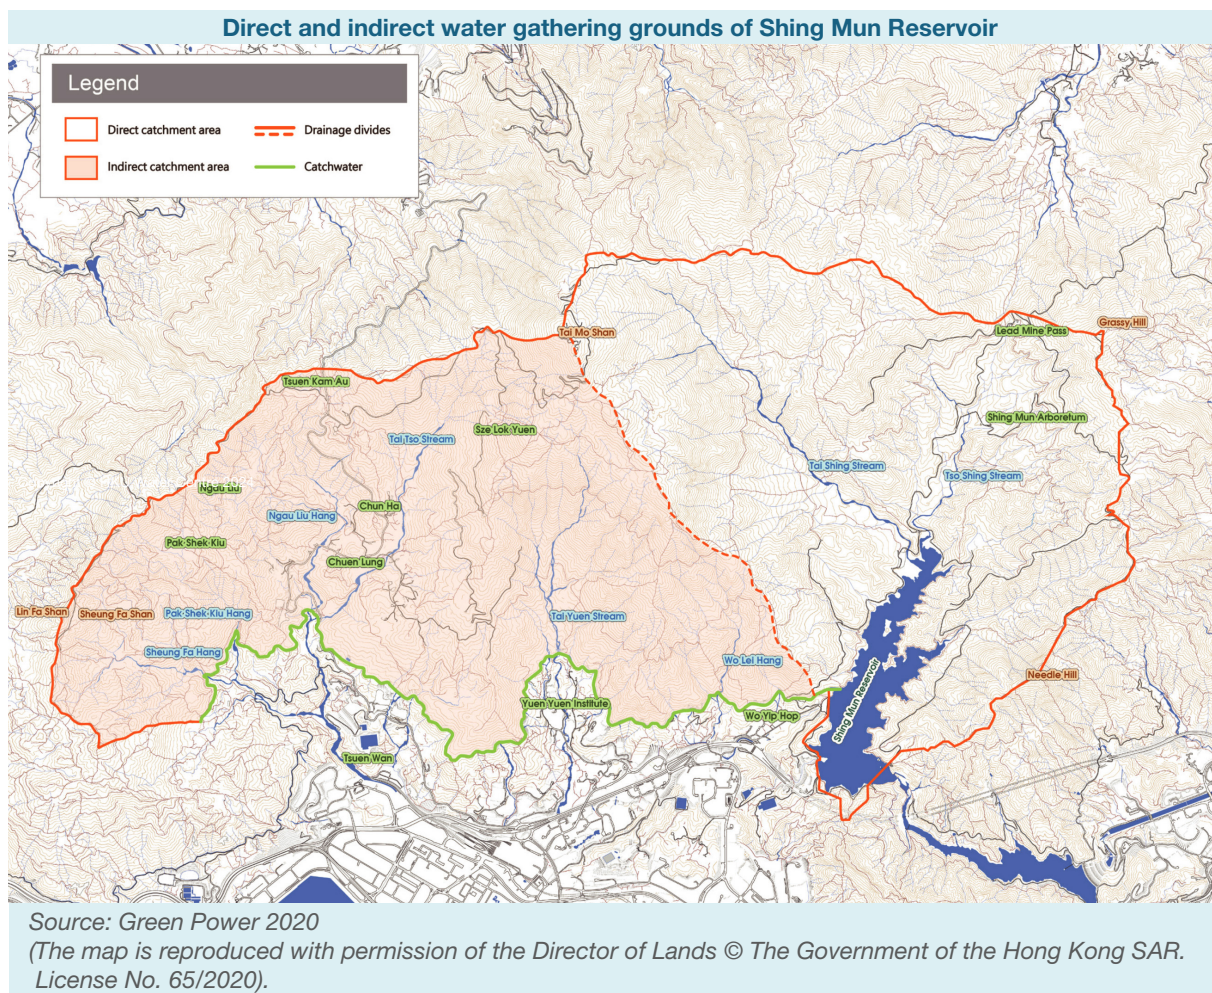 Direct and indirect water gathering grounds of Shing Mun Reservoir
Legend
Direct catchment area
Drainage divides
Indirect catchment area
Catchwater
Tai Mo Shan
Grassy Hill
Lead Mine Pass
Tsuen Kam Au
Shing Mun Arboretum
Sze Lok Yuen
Tai Tso Stream
Tai Shing Stream
Tso Shing Stream
Ngau Liu
Chun Ha
Ngau Liu Hang
Pak Shek Kiu
Chuen Lung
Lin Fa Shan
Sheung Fa Shan
Pak Shek Kiu Hang
Tai Yuen Stream
Sheung Fa Hang
Wo Lei Hang
Needle Hill
Shing Mun Reservoir
Yuen Yuen Institute
Wo Yip Hop
Tsuen Wan
Source: Green Power 2020
(The map is reproduced with permission of the Director of Lands © The Government of the Hong Kong SAR.
License No. 65/2020).